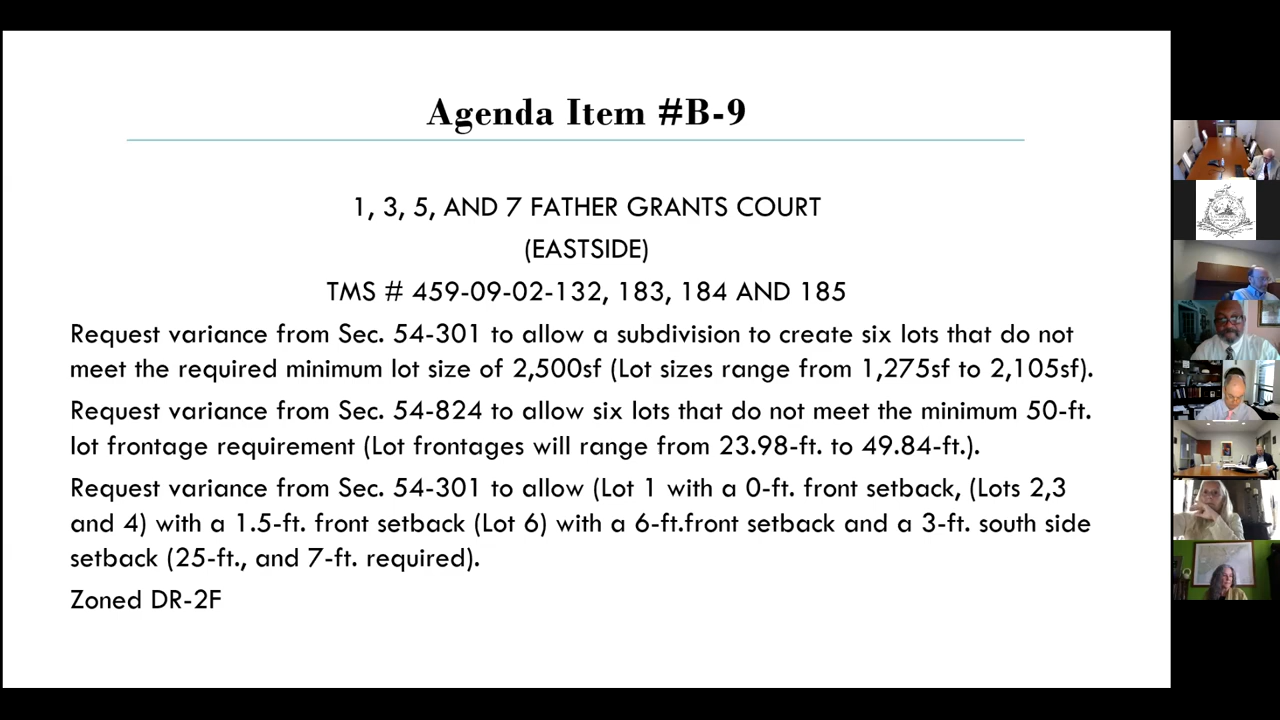 Agenda Item #B-9
1, 3, 5, AND 7 FATHER GRANTS COURT
(EASTSIDE)
TMS # 459-09-02-132, 183, 184 AND 185
Request variance from Sec. 54-301 to allow a subdivision to create six lots that do not
meet the required minimum lot size of 2,500sf (Lot sizes range from 1,275sf to 2,105sf).
Request variance from Sec. 54-824 to allow six lots that do not meet the minimum 50-ft.
lot frontage requirement (Lot frontages will range from 23.98-ft. to 49.84-ft.).
Request variance from Sec. 54-301 to allow (Lot 1 with a 0-ft. front setback, (Lots 2,3
and 4) with a 1.5-ft. front setback (Lot 6) with a 6-ft.front setback and a 3-ft. south side
setback (25-ft., and 7-ft. required).
Zoned DR-2F